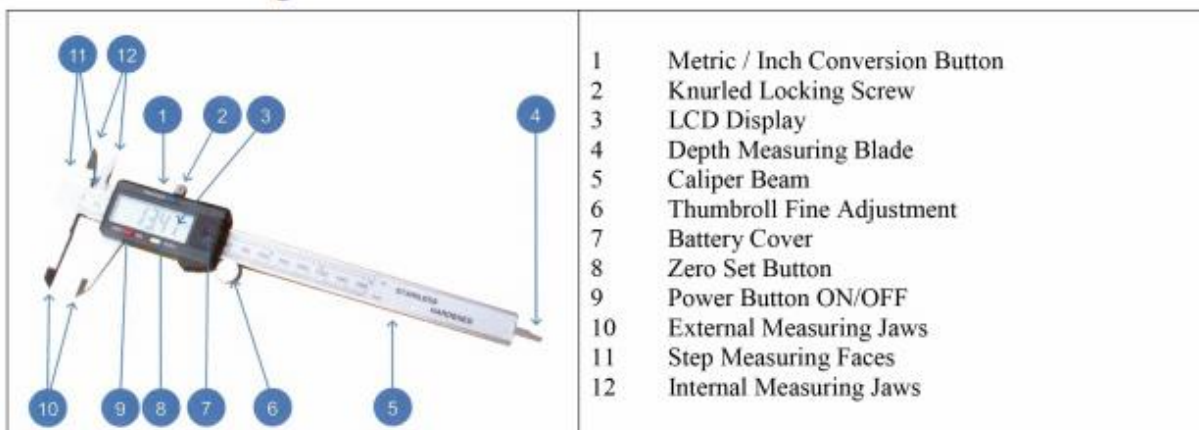 11
12
1
2
3
4
STAINLESS
HARDENED
10
9
8
7
6
5
1 Metric / Inch Conversion Button
2 Knurled Locking Screw
3 LCD Display
4 Depth Measuring Blade
5 Caliper Beam
6 Thumbroll Fine Adjustment
7 Battery Cover
8 Zero Set Button
9 Power Button ON/OFF
10 External Measuring Jaws
11 Step Measuring Faces
12 Internal Measuring Jaws